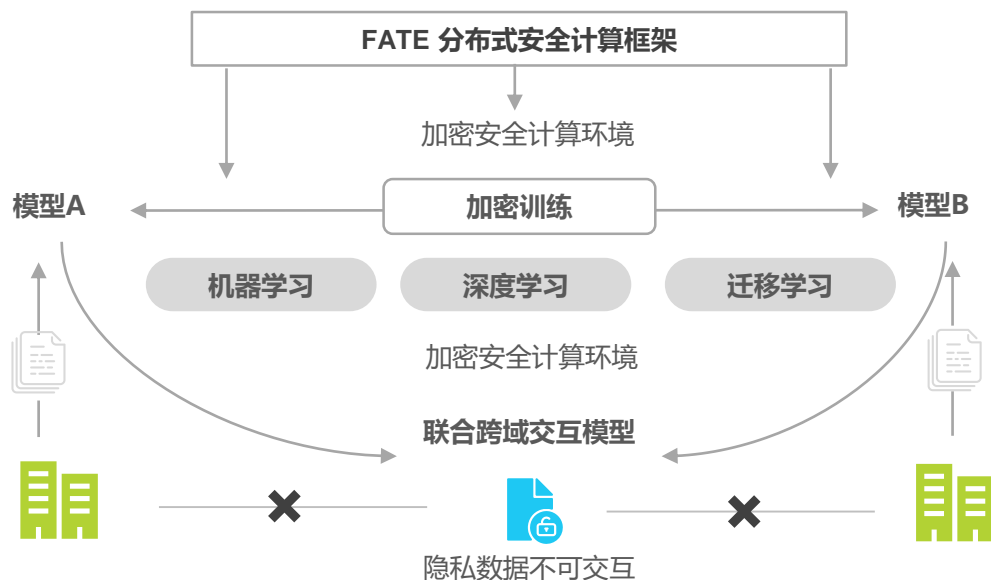 FATE 分布式安全计算框架
加密安全计算环境
模型A
加密训练
模型B
机器学习
深度学习
迁移学习
加密安全计算环境
联合跨域交互模型
隐私数据不可交互